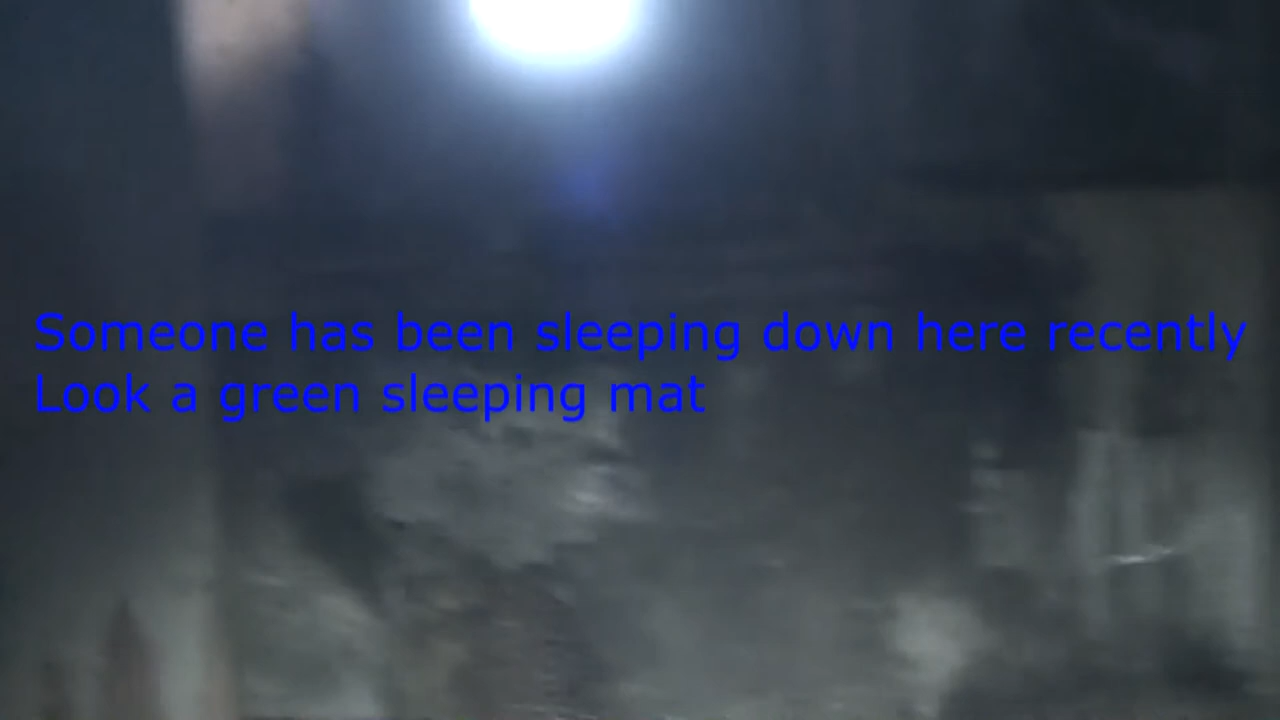 Someone has been sleeping down here recently
Look a green sleeping mat